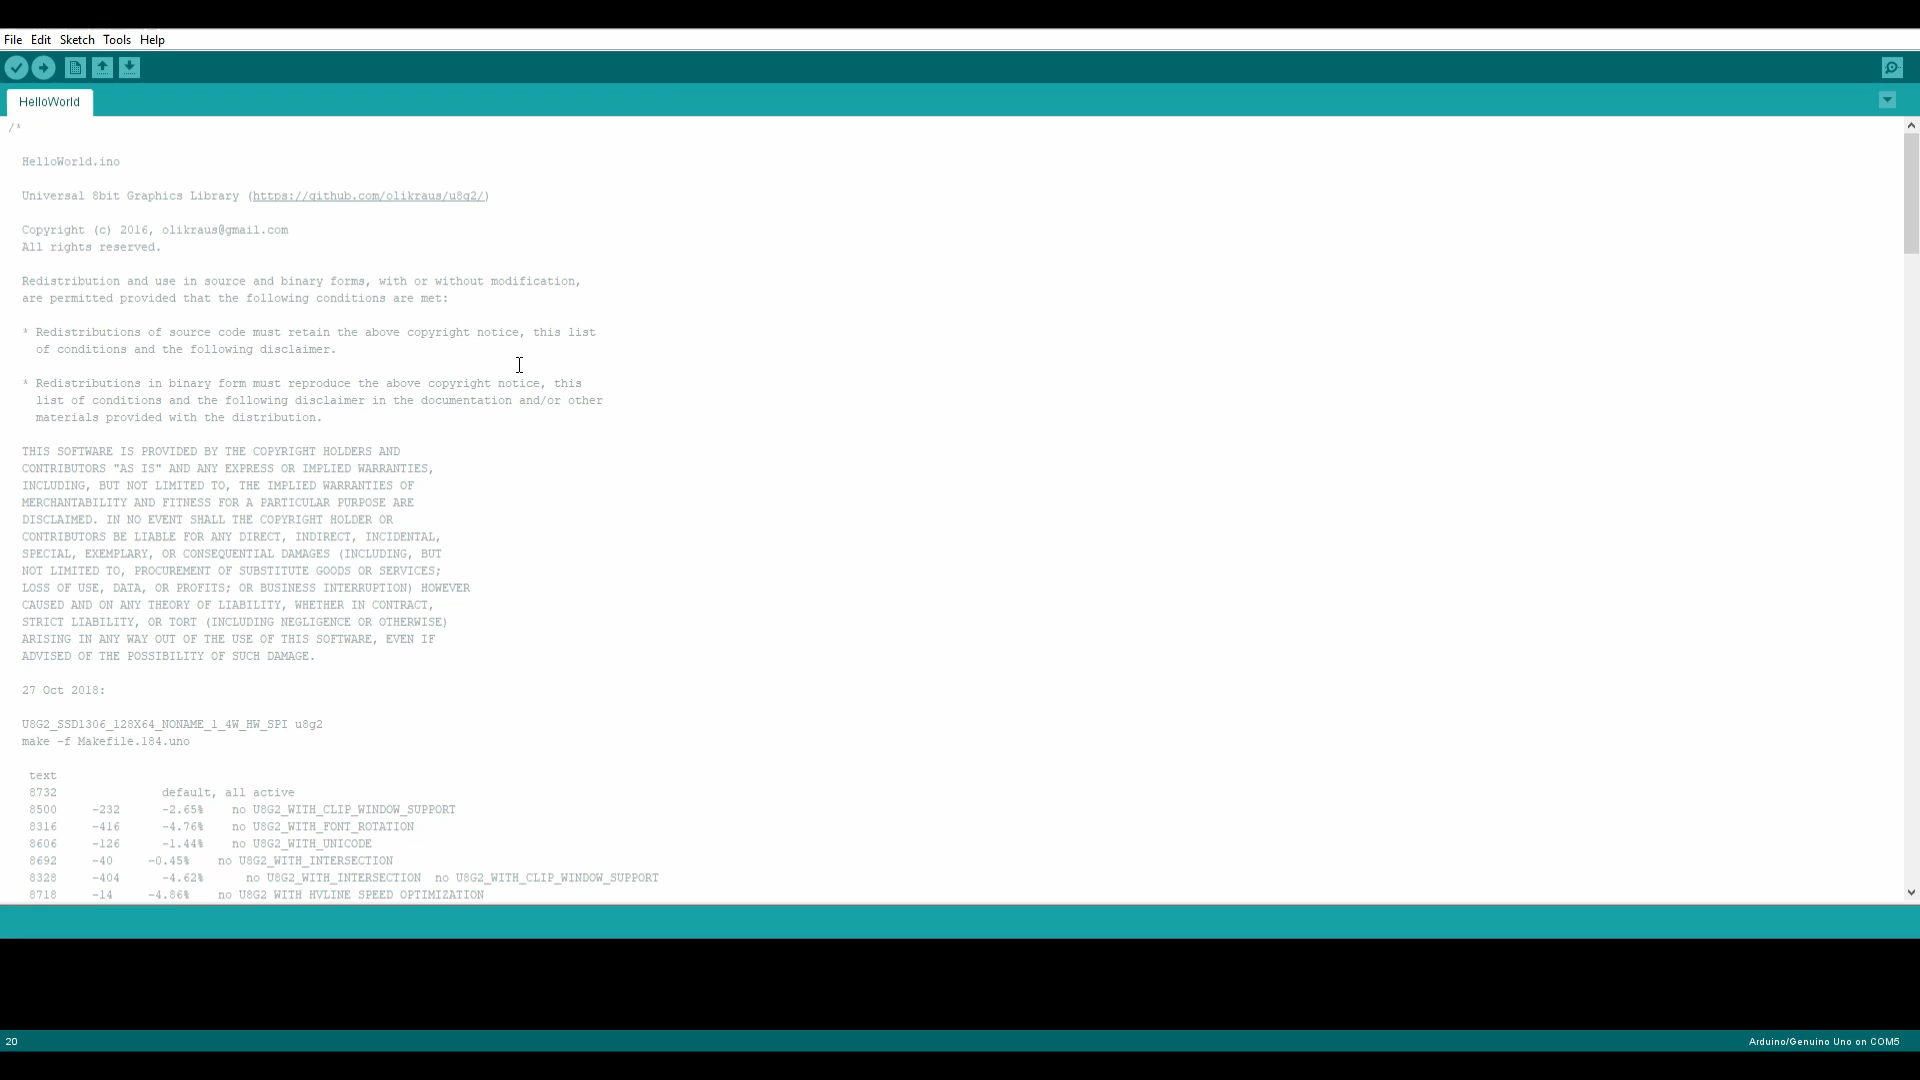 File Edit Sketch Tools Help
HelloWorld
/*
HelloWorld.ino
Universal 8bit Graphics Library (https://github.com/olikraus/u8g2/)
Copyright (c) 2016, olikraus@gmail.com
All rights reserved.
Redistribution and use in source and binary forms, with or without modification,
are permitted provided that the following conditions are met:
* Redistributions of source code must retain the above copyright notice, this list
of conditions and the following disclaimer.
* Redistributions in binary form must reproduce the above copyright notice, this
list of conditions and the following disclaimer in the documentation and/or other
materials provided with the distribution.
THIS SOFTWARE IS PROVIDED BY THE COPYRIGHT HOLDERS AND
CONTRIBUTORS "AS IS" AND ANY EXPRESS OR IMPLIED WARRANTIES,
INCLUDING, BUT NOT LIMITED TO, THE IMPLIED WARRANTIES OF
MERCHANTABILITY AND FITNESS FOR A PARTICULAR PURPOSE ARE
DISCLAIMED. IN NO EVENT SHALL THE COPYRIGHT HOLDER OR
CONTRIBUTORS BE LIABLE FOR ANY DIRECT, INDIRECT, INCIDENTAL,
SPECIAL, EXEMPLARY, OR CONSEQUENTIAL DAMAGES (INCLUDING, BUT
NOT LIMITED TO, PROCUREMENT OF SUBSTITUTE GOODS OR SERVICES;
LOSS OF USE, DATA, OR PROFITS; OR BUSINESS INTERRUPTION) HOWEVER
CAUSED AND ON ANY THEORY OF LIABILITY, WHETHER IN CONTRACT,
STRICT LIABILITY, OR TORT (INCLUDING NEGLIGENCE OR OTHERWISE)
ARISING IN ANY WAY OUT OF THE USE OF THIS SOFTWARE, EVEN IF
ADVISED OF THE POSSIBILITY OF SUCH DAMAGE.
27 Oct 2018:
U8G2_SSD1306_128X64_NONAME_1_4W_HW_SPI u8g2
make -f Makefile.184.uno
text
8732 default, all active
8500 -232 -2.65% no U8G2_WITH_CLIP_WINDOW_SUPPORT
8316 -416 -4.76% no U8G2_WITH_FONT_ROTATION
8606 -126 -1.44% no U8G2_WITH_UNICODE
8692 -40 -0.45% no U8G2_WITH_INTERSECTION
8328 -404 -4.62% no U8G2_WITH_INTERSECTION no U8G2_WITH_CLIP_WINDOW_SUPPORT
8718 -14 -4.86% no U8G2_WITH_HVLINE_SPEED_OPTIMIZATION
20
Arduino/Genuino Uno on COM5